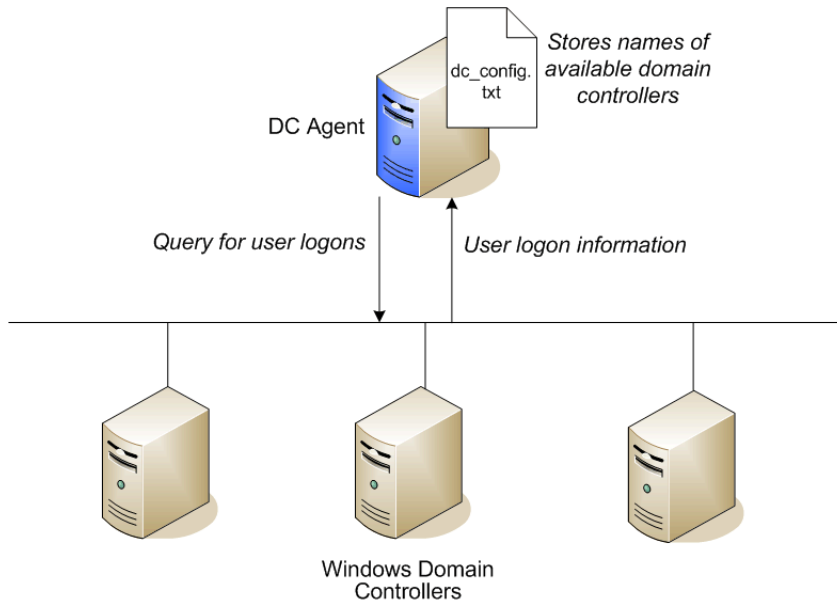 Stores names of
available domain
controllers
dc_config.
txt
DC Agent
Query for user logons
User logon information
Windows Domain
Controllers